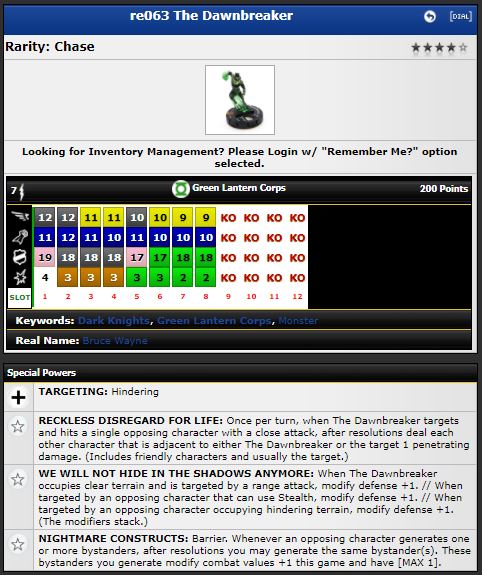 re063 The Dawnbreaker [DIAL]
Rarity: Chase
Looking for Inventory Management? Please Login w/ "Remember Me?" option
selected.
7 Green Lantern Corps 200 Points
12 12 11 11 10 10 9 9 KO KO KO KO
11 12 11 10 11 10 10 10 KO KO KO KO
19 18 18 18 17 17 18 18 KO KO KO KO
4 3 3 3 3 3 2 2 KO KO KO KO
SLOT 1 2 3 4 5 6 7 8 9 10 11 12
Keywords: Dark Knights, Green Lantern Corps, Monster
Real Name: Bruce Wayne
Special Powers
TARGETING: Hindering
RECKLESS DISREGARD FOR LIFE: Once per turn, when The Dawnbreaker targets
and hits a single opposing character with a close attack, after resolutions deal each
other character that is adjacent to either The Dawnbreaker or the target 1 penetrating
damage. (Includes friendly characters and usually the target.)
WE WILL NOT HIDE IN THE SHADOWS ANYMORE: When The Dawnbreaker
occupies clear terrain and is targeted by a range attack, modify defense +1. // When
targeted by an opposing character that can use Stealth, modify defense +1. // When
targeted by an opposing character occupying hindering terrain, modify defense +1.
(The modifiers stack.)
NIGHTMARE CONSTRUCTS: Barrier. Whenever an opposing character generates
one or more bystanders, after resolutions you may generate the same bystander(s). These
bystanders you generate modify combat values +1 this game and have [MAX 1].